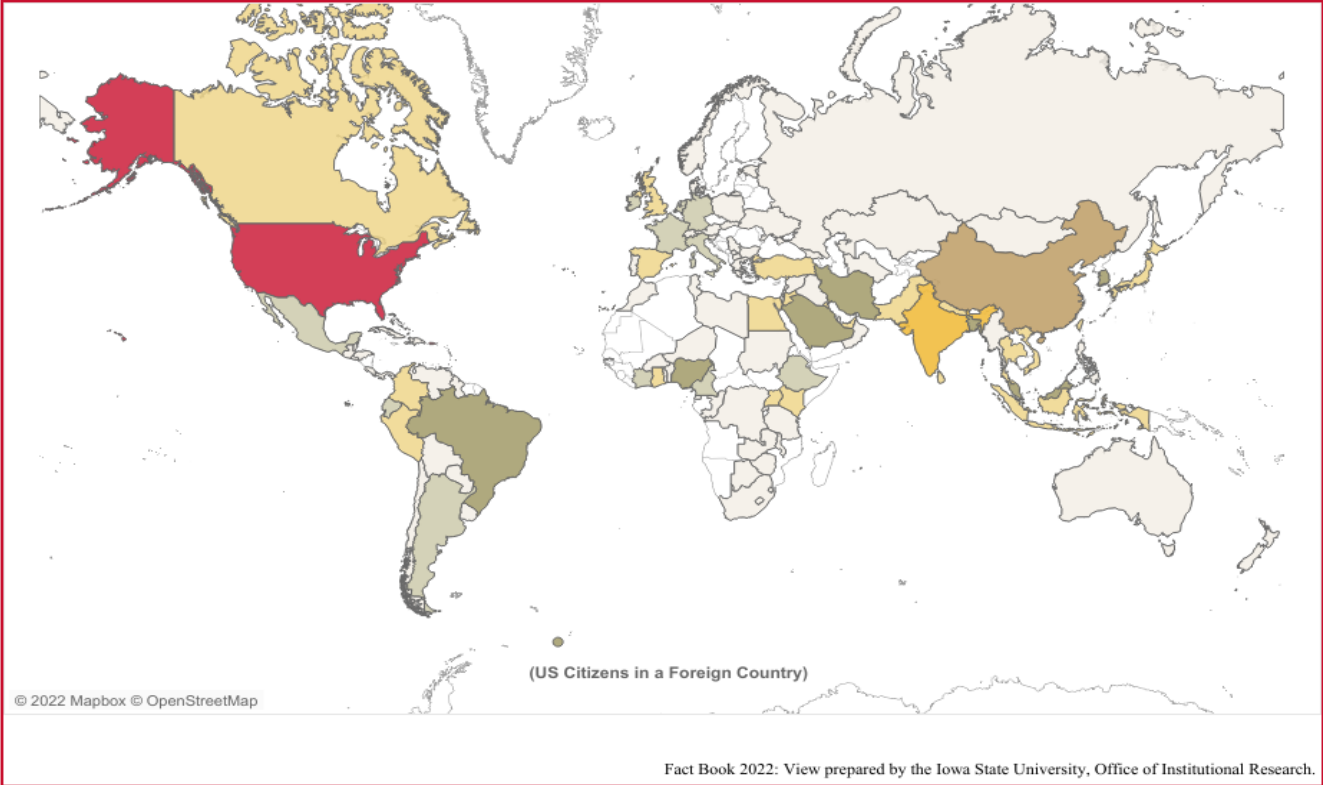 (US Citizens in a Foreign Country)
© 2022 Mapbox © OpenStreetMap
Fact Book 2022: View prepared by the Iowa State University, Office of Institutional Research.